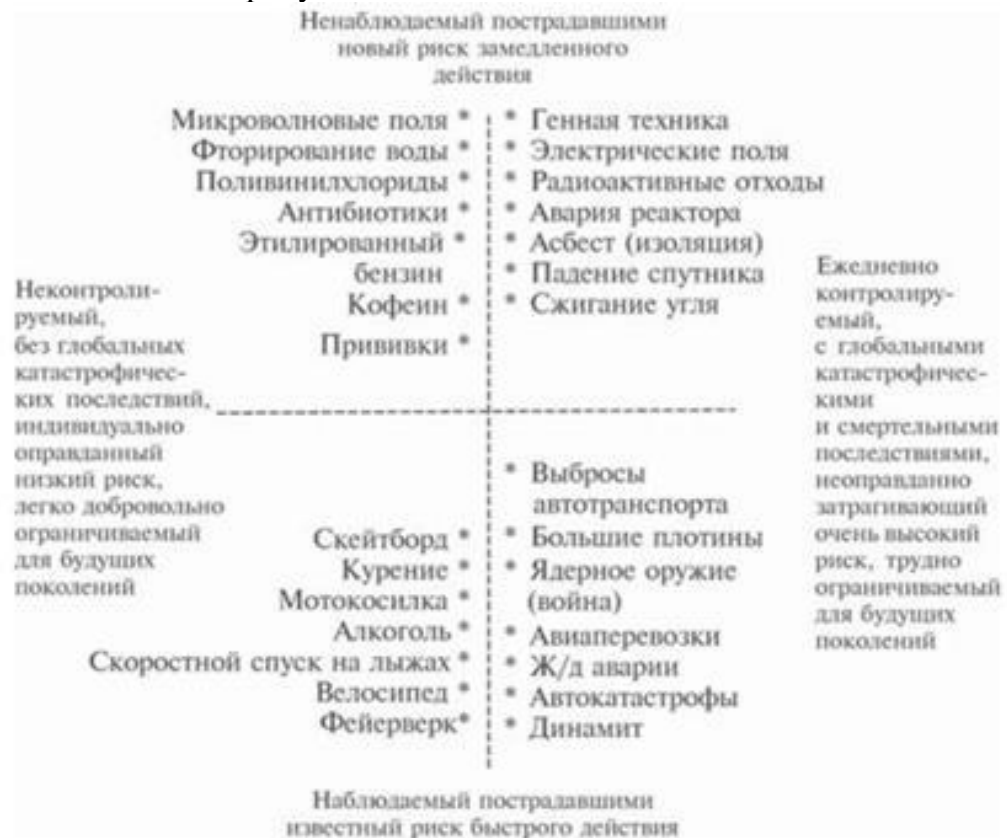 Ненаблюдаемый пострадавшими
новый риск замедленного
действия
Микроволновые поля *
Фторирование воды *
Поливинилхлориды *
Антибиотики *
Этилированный *
бензин
Кофеин *
Прививки *
* Генная техника
* Электрические поля
* Радиоактивные отходы
* Авария реактора
* Асбест (изоляция)
* Падение спутника
* Сжигание угля
Неконтроли-
руемый,
без глобальных
катастрофичес-
ких последствий,
индивидуально
оправданный
низкий риск,
легко добровольно
ограничиваемый
для будущих
поколений
Ежедневно
контролиру-
емый,
с глобальными
катастрофичес-
кими
и смертельными
последствиями,
неоправданно
затрагивающий
очень высокий
риск, трудно
ограничиваемый
для будущих
поколений
Скейтборд *
Курение *
Мотокосилка *
Алкоголь *
Скоростной спуск на лыжах *
Велосипед *
Фейерверк*
* Выбросы
автотранспорта
* Большие плотины
* Ядерное оружие
(война)
* Авиаперевозки
* Ж/д аварии
* Автокатастрофы
* Динамит
Наблюдаемый пострадавшими
известный риск быстрого действия